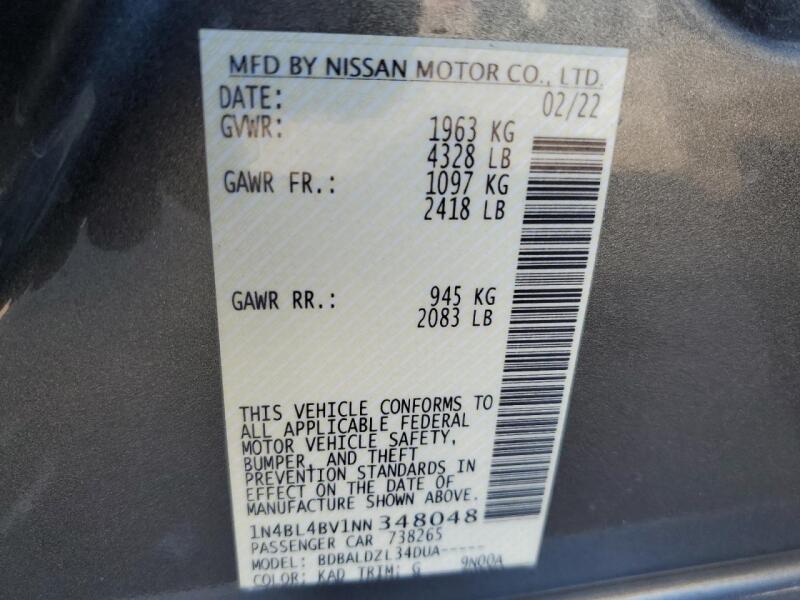 MFD BY NISSAN MOTOR CO., LTD.
DATE: 02/22
GVWR: 1963 KG
4328 LB
GAWR FR.: 1097 KG
2418 LB
GAWR RR.: 945 KG
2083 LB
THIS VEHICLE CONFORMS TO
ALL APPLICABLE FEDERAL
MOTOR VEHICLE SAFETY,
BUMPER, AND THEFT
PREVENTION STANDARDS IN
EFFECT ON THE DATE OF
MANUFACTURE SHOWN ABOVE.
1N4BL4BV1NN348048
PASSENGER CAR 738265
MODEL: BDBALDZL34DUA-----
COLOR: KAD TRIM: G 9N00A